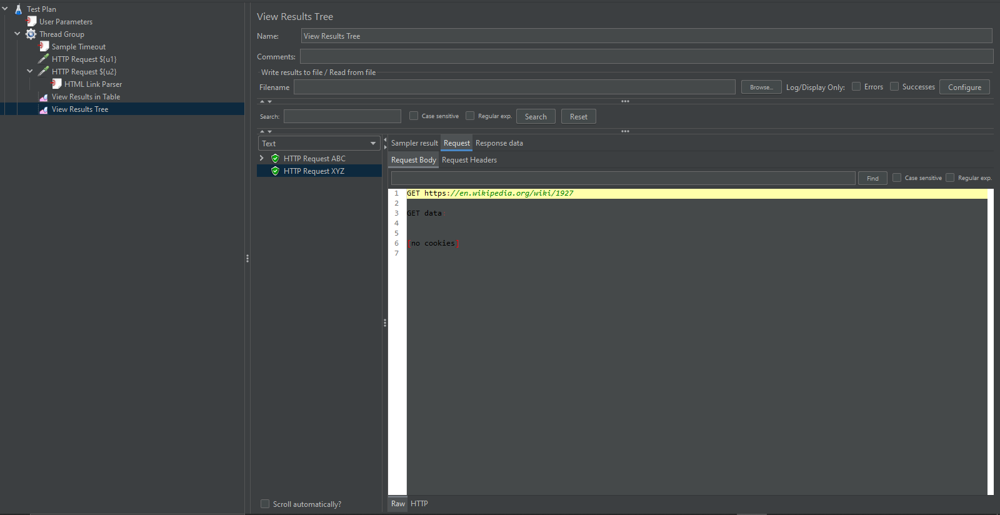 Test Plan
User Parameters
Thread Group
Sample Timeout
HTTP Request ${u1}
HTTP Request ${u2}
HTML Link Parser
View Results in Table
View Results Tree
View Results Tree
Name: View Results Tree
Comments:
Write results to file / Read from file
Filename Browse... Log/Display Only: Errors Successes Configure
Search: Case sensitive Regular exp. Search Reset
Text
HTTP Request ABC
HTTP Request XYZ
Scroll automatically?
Sampler result Request Response data
Request Body Request Headers
Find Case sensitive Regular exp.
1 GET https://en.wikipedia.org/wiki/1927
2
3 GET data
4
5
6 [no cookies]
7
Raw HTTP